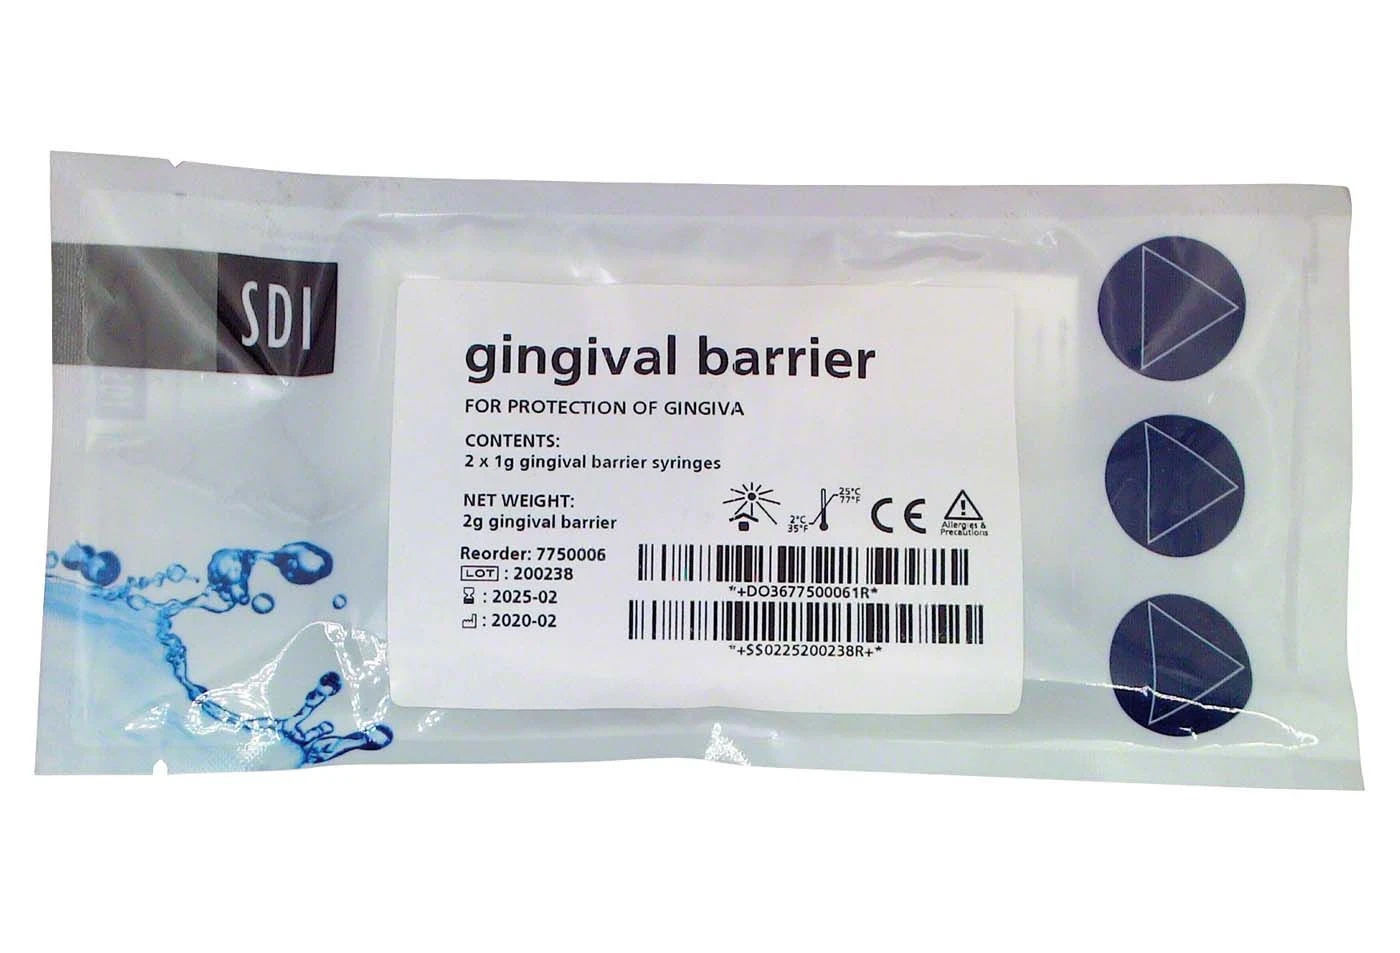 SDI
gingival barrier
FOR PROTECTION OF GINGIVA
CONTENTS:
2 x 1g gingival barrier syringes
NET WEIGHT:
2g gingival barrier
25°C
77°F
2°C
35°F
CE
Allergies &
Precautions
Reorder: 7750006
LOT : 200238
: 2025-02
: 2020-02
*+DO3677500061R*
*+$$0225200238R+*